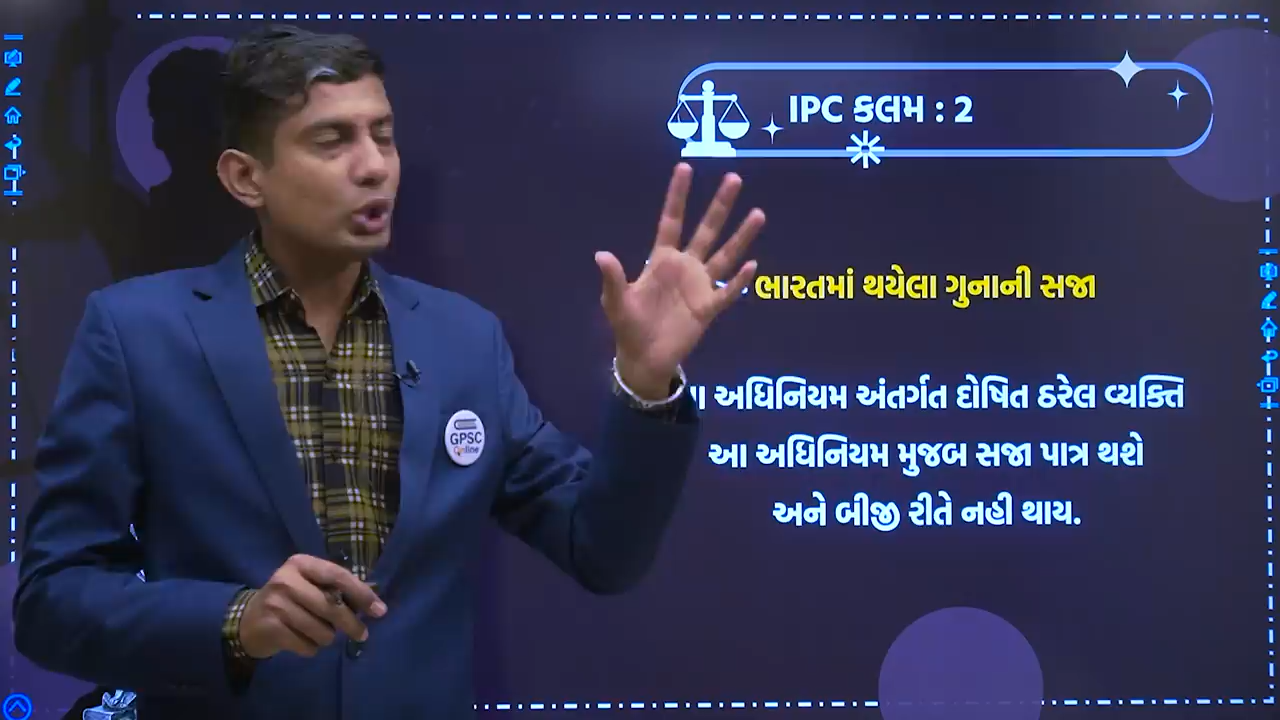 IPC કલમ : 2
ભારતમાં થયેલા ગુનાની સજા
અધિનિયમ અંતર્ગત દોષિત ઠરેલ વ્યક્તિ
આ અધિનિયમ મુજબ સજા પાત્ર થશે
અને બીજી રીતે નહી થાય.
GPSC
Online